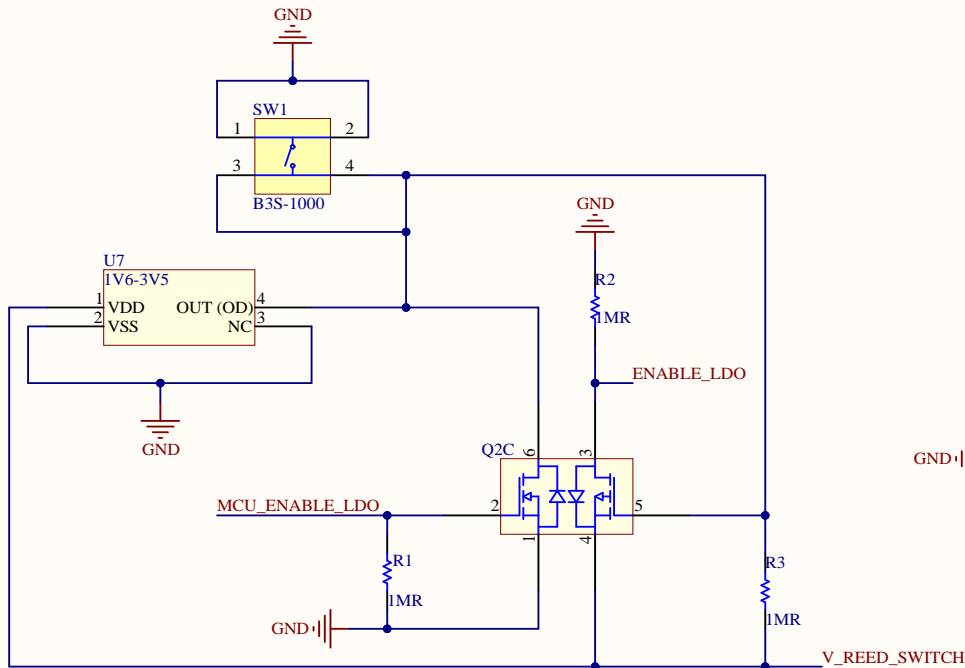 GND
SW1
1
2
3
4
B3S-1000
GND
U7
1V6-3V5
1
VDD
OUT (OD)
4
2
VSS
NC
3
R2
1MR
ENABLE_LDO
GND
Q2C
6
3
GND
MCU_ENABLE_LDO
2
5
1
4
R1
1MR
R3
1MR
GND
V_REED_SWITCH